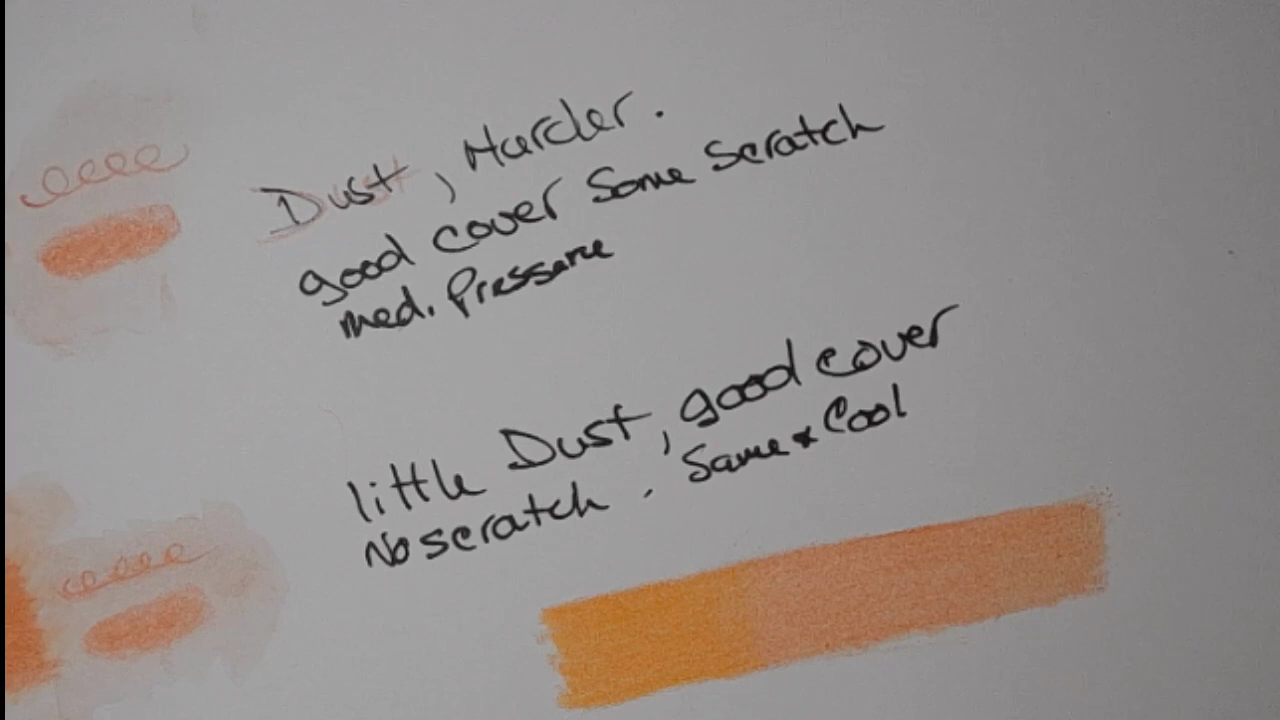 Dust, Harder.
good cover Some Scratch
med. Pressure
little Dust, good cover
No scratch. Same & Cool